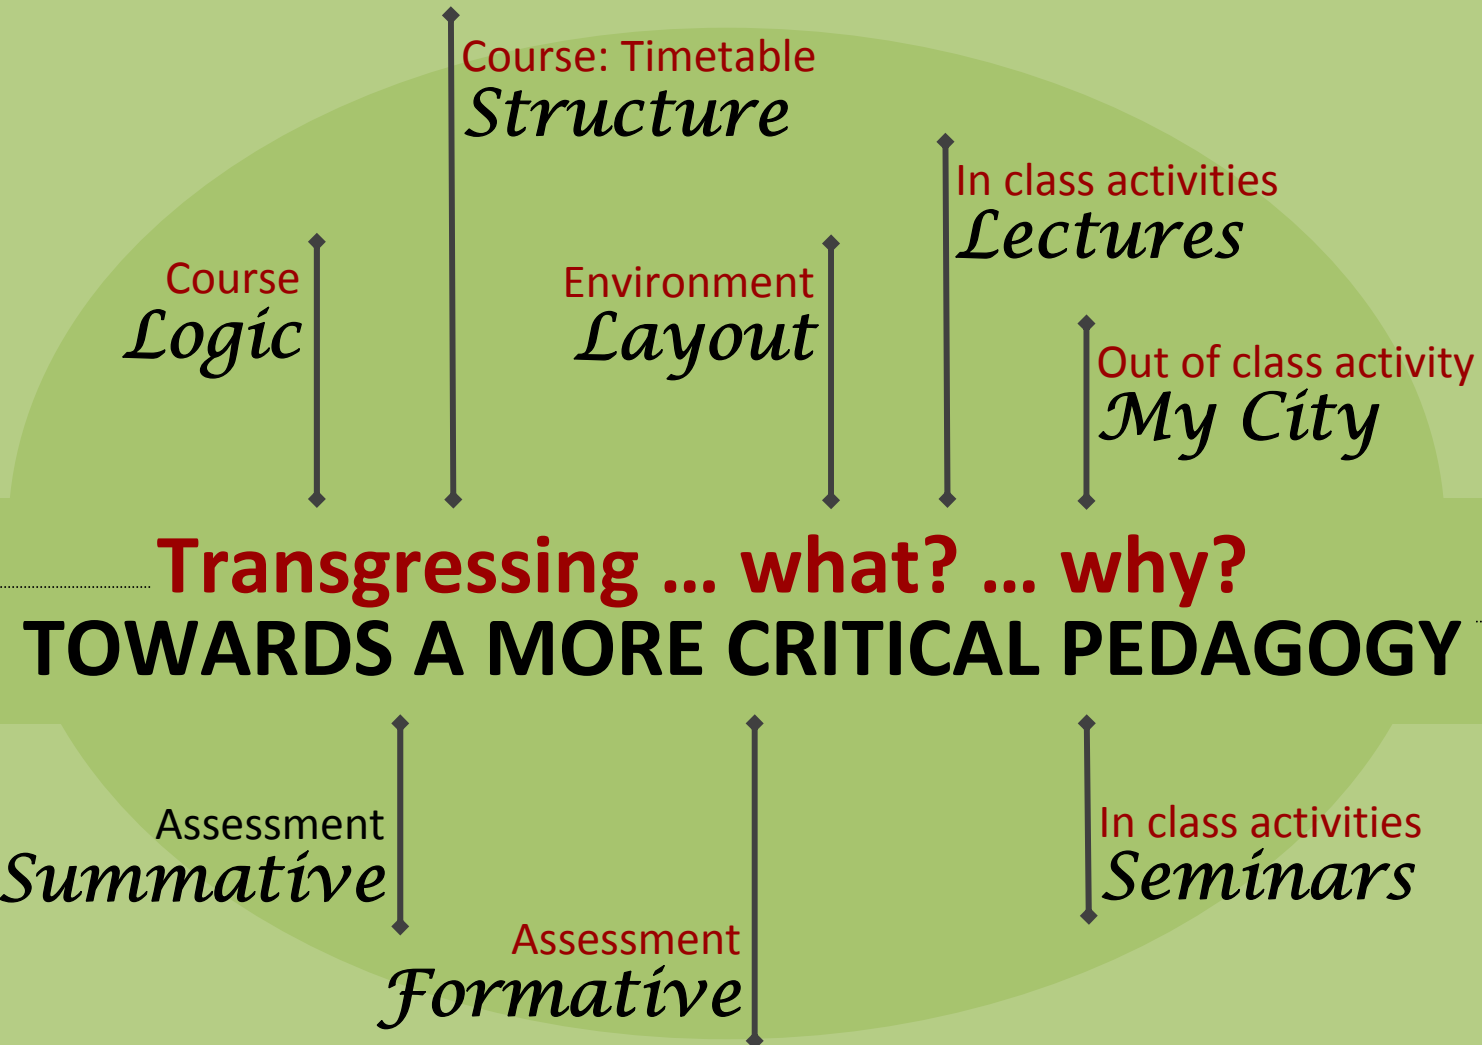 Course: Timetable
Structure
In class activities
Lectures
Course
Logic
Environment
Layout
Out of class activity
My City
Transgressing ... what? ... why?
TOWARDS A MORE CRITICAL PEDAGOGY
Assessment
Summative
In class activities
Seminars
Assessment
Formative